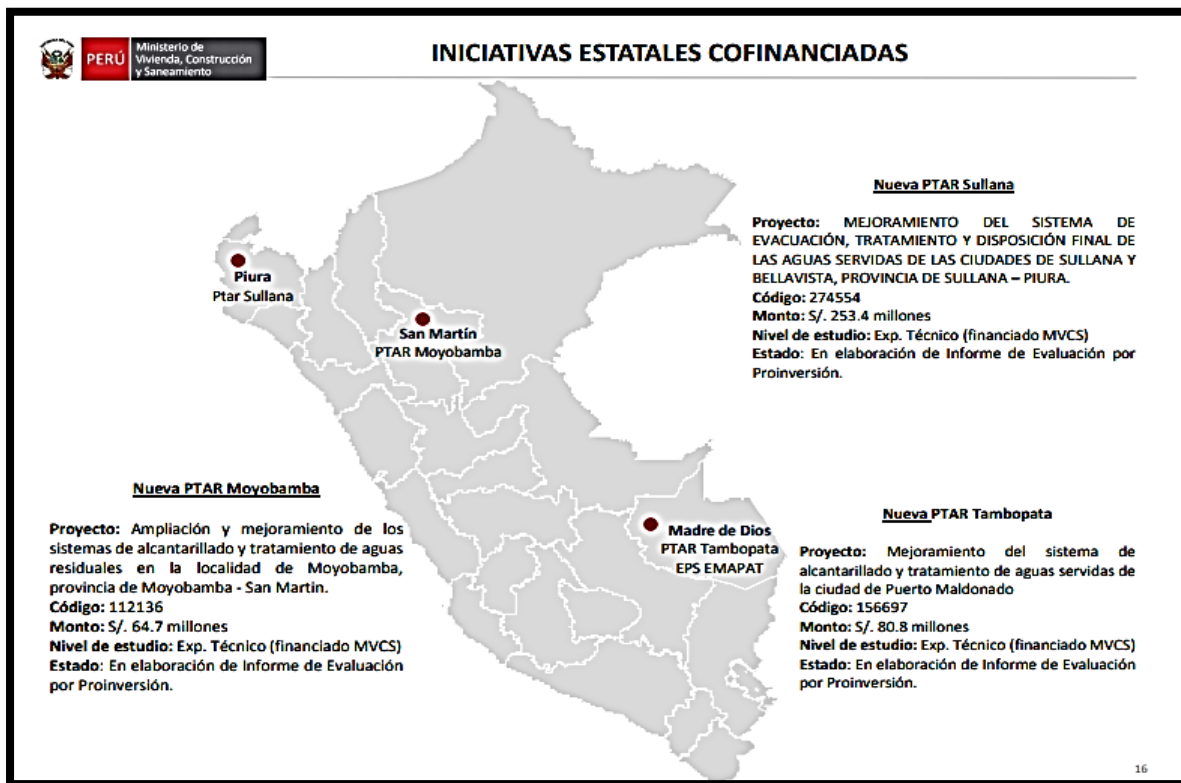 PERÚ
Ministerio de
Vivienda, Construcción
y Saneamiento
INICIATIVAS ESTATALES COFINANCIADAS
Piura
Ptar Sullana
San Martín
PTAR Moyobamba
Madre de Dios
PTAR Tambopata
EPS EMAPAT
Nueva PTAR Sullana
Proyecto: MEJORAMIENTO DEL SISTEMA DE
EVACUACIÓN, TRATAMIENTO Y DISPOSICIÓN FINAL DE
LAS AGUAS SERVIDAS DE LAS CIUDADES DE SULLANA Y
BELLAVISTA, PROVINCIA DE SULLANA – PIURA.
Código: 274554
Monto: S/. 253.4 millones
Nivel de estudio: Exp. Técnico (financiado MVCS)
Estado: En elaboración de Informe de Evaluación por
Proinversión.
Nueva PTAR Moyobamba
Proyecto: Ampliación y mejoramiento de los
sistemas de alcantarillado y tratamiento de aguas
residuales en la localidad de Moyobamba,
provincia de Moyobamba - San Martin.
Código: 112136
Monto: S/. 64.7 millones
Nivel de estudio: Exp. Técnico (financiado MVCS)
Estado: En elaboración de Informe de Evaluación
por Proinversión.
Nueva PTAR Tambopata
Proyecto: Mejoramiento del sistema de
alcantarillado y tratamiento de aguas servidas de
la ciudad de Puerto Maldonado
Código: 156697
Monto: S/. 80.8 millones
Nivel de estudio: Exp. Técnico (financiado MVCS)
Estado: En elaboración de Informe de Evaluación
por Proinversión.
16